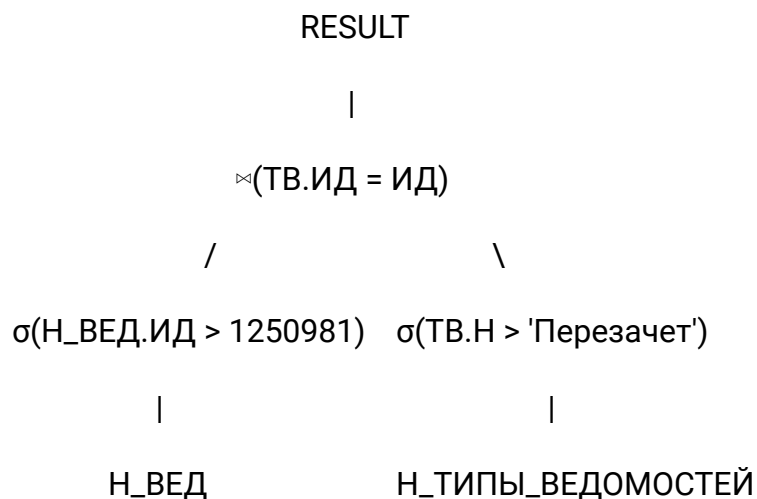 RESULT
|
⋈(ТВ.ИД = ИД)
/ \
σ(Н_ВЕД.ИД > 1250981) σ(ТВ.Н > 'Перезачет')
| |
Н_ВЕД Н_ТИПЫ_ВЕДОМОСТЕЙ